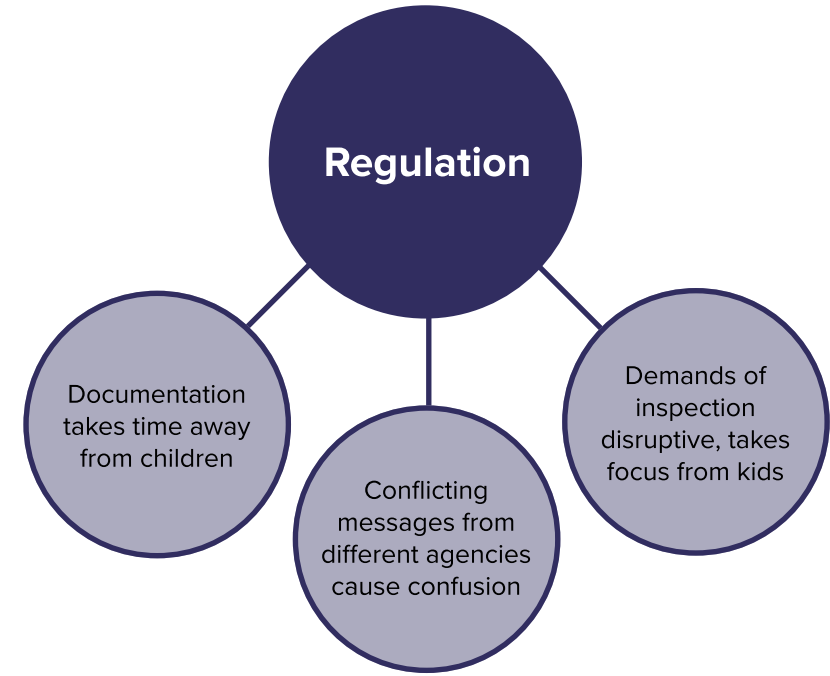 Regulation
Documentation
takes time away
from children
Conflicting
messages from
different agencies
cause confusion
Demands of
inspection
disruptive, takes
focus from kids